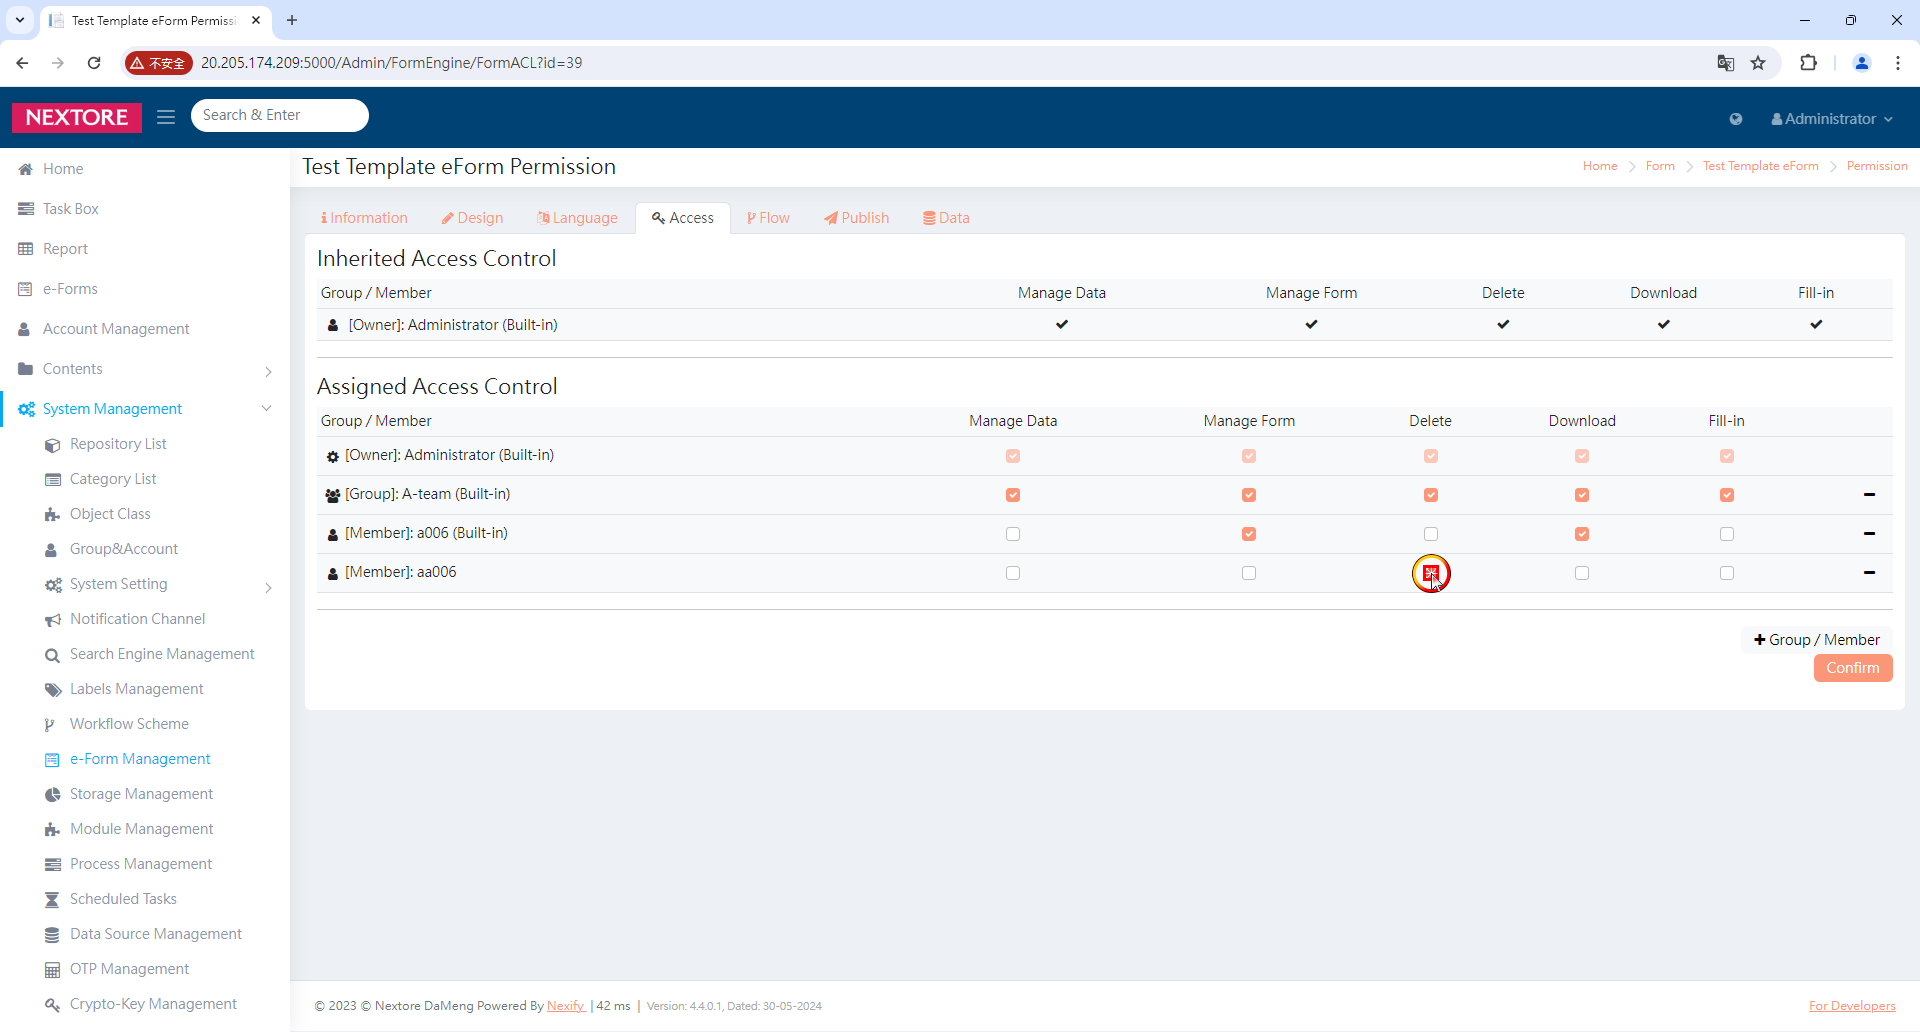 Test Template eForm Permissi
不安全
20.205.174.209:5000/Admin/FormEngine/FormACL?id=39
NEXTORE
Search & Enter
Administrator
Home
Task Box
Report
e-Forms
Account Management
Contents
System Management
Repository List
Category List
Object Class
Group&Account
System Setting
Notification Channel
Search Engine Management
Labels Management
Workflow Scheme
e-Form Management
Storage Management
Module Management
Process Management
Scheduled Tasks
Data Source Management
OTP Management
Crypto-Key Management
Test Template eForm Permission
Home Form Test Template eForm Permission
Information Design Language Access Flow Publish Data
Inherited Access Control
Group / Member Manage Data Manage Form Delete Download Fill-in
[Owner]: Administrator (Built-in)
Assigned Access Control
Group / Member Manage Data Manage Form Delete Download Fill-in
[Owner]: Administrator (Built-in)
[Group]: A-team (Built-in)
[Member]: a006 (Built-in)
[Member]: aa006
Group / Member
Confirm
© 2023 © Nextore DaMeng Powered By Nexify | 42 ms | Version: 4.4.0.1, Dated: 30-05-2024
For Developers